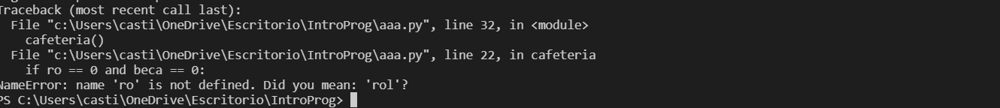 Traceback (most recent call last):
  File "c:\Users\casti\OneDrive\Escritorio\IntroProg\aaa.py", line 32, in <module>
    cafeteria()
  File "c:\Users\casti\OneDrive\Escritorio\IntroProg\aaa.py", line 22, in cafeteria
    if ro == 0 and beca == 0:
NameError: name 'ro' is not defined. Did you mean: 'rol'?
PS C:\Users\casti\OneDrive\Escritorio\IntroProg>